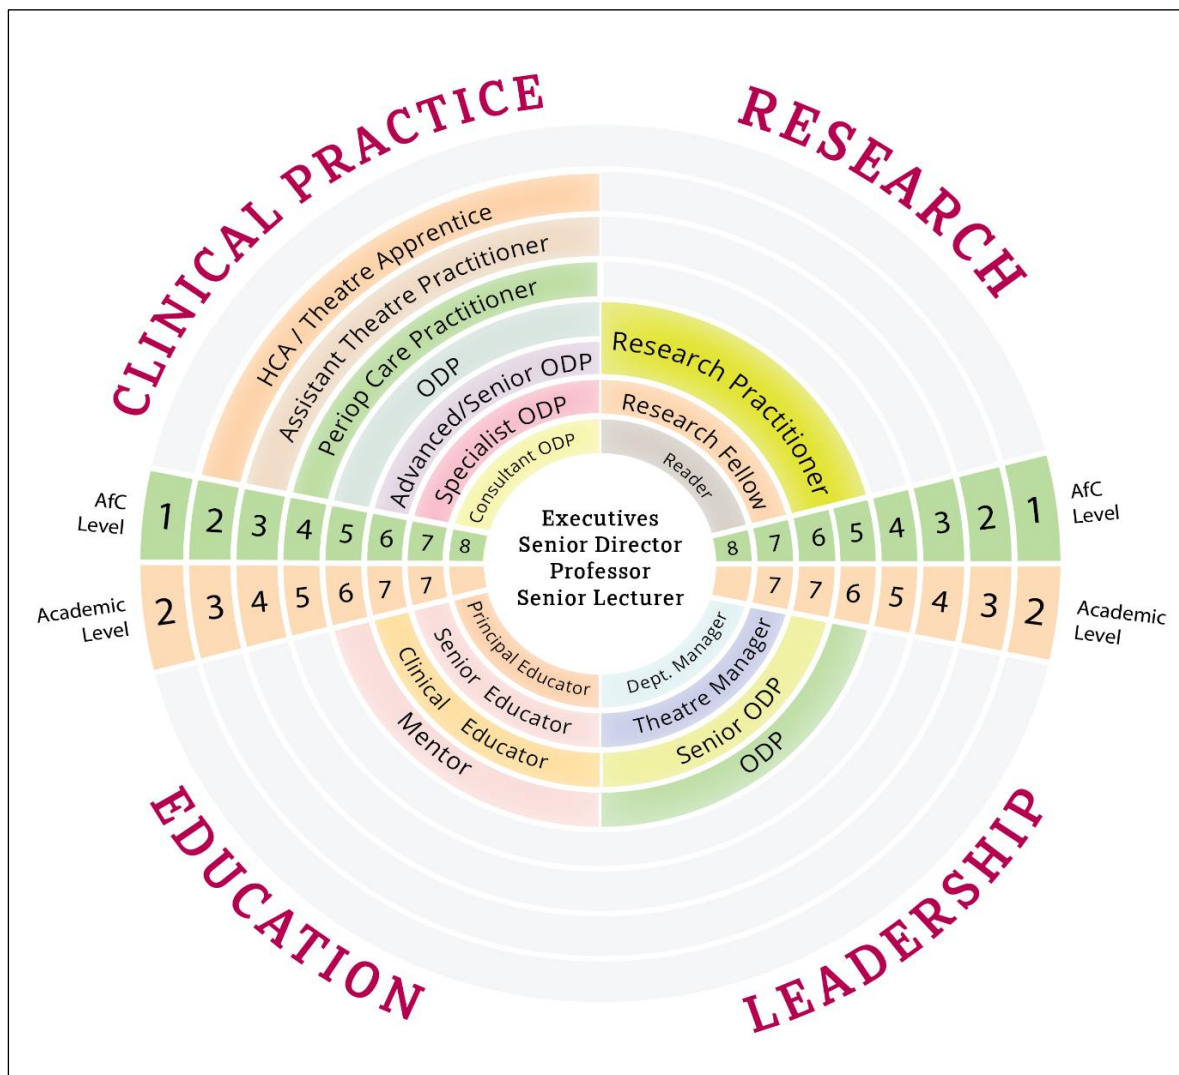 CLINICAL PRACTICE
RESEARCH
HCA / Theatre Apprentice
Assistant Theatre Practitioner
Periop Care Practitioner
ODP
Advanced/Senior ODP
Specialist ODP
Consultant ODP
Research Practitioner
Research Fellow
Reader
AfC
Level
1 2 3 4 5 6 7 8
Executives
Senior Director
Professor
Senior Lecturer
8 7 6 5 4 3 2 1
AfC
Level
Academic
Level
2 3 4 5 6 7 7
7 7 6 5 4 3 2
Academic
Level
Principal Educator
Senior Educator
Clinical Educator
Mentor
Dept. Manager
Theatre Manager
Senior ODP
ODP
EDUCATION
LEADERSHIP